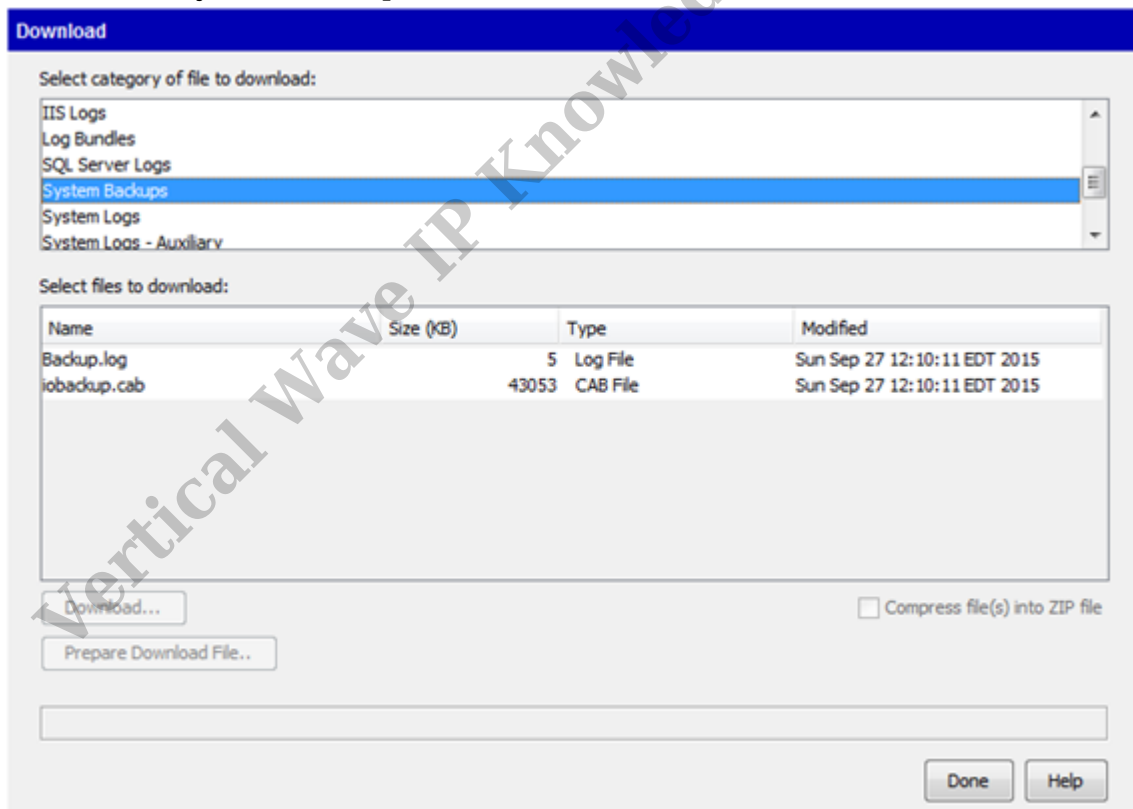 Download
Select category of file to download:
IIS Logs
Log Bundles
SQL Server Logs
System Backups
System Logs
System Logs - Auxiliary
Select files to download:
Name Size (KB) Type Modified
Backup.log 5 Log File Sun Sep 27 12:10:11 EDT 2015
iobackup.cab 43053 CAB File Sun Sep 27 12:10:11 EDT 2015
Download... Compress file(s) into ZIP file
Prepare Download File..
Done Help
Vertical Wave IP